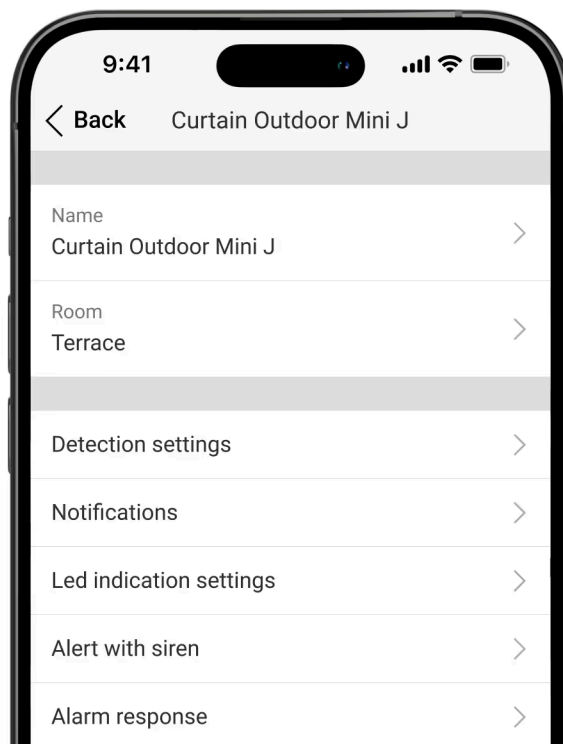 9:41
Back Curtain Outdoor Mini J
Name
Curtain Outdoor Mini J
Room
Terrace
Detection settings
Notifications
Led indication settings
Alert with siren
Alarm response